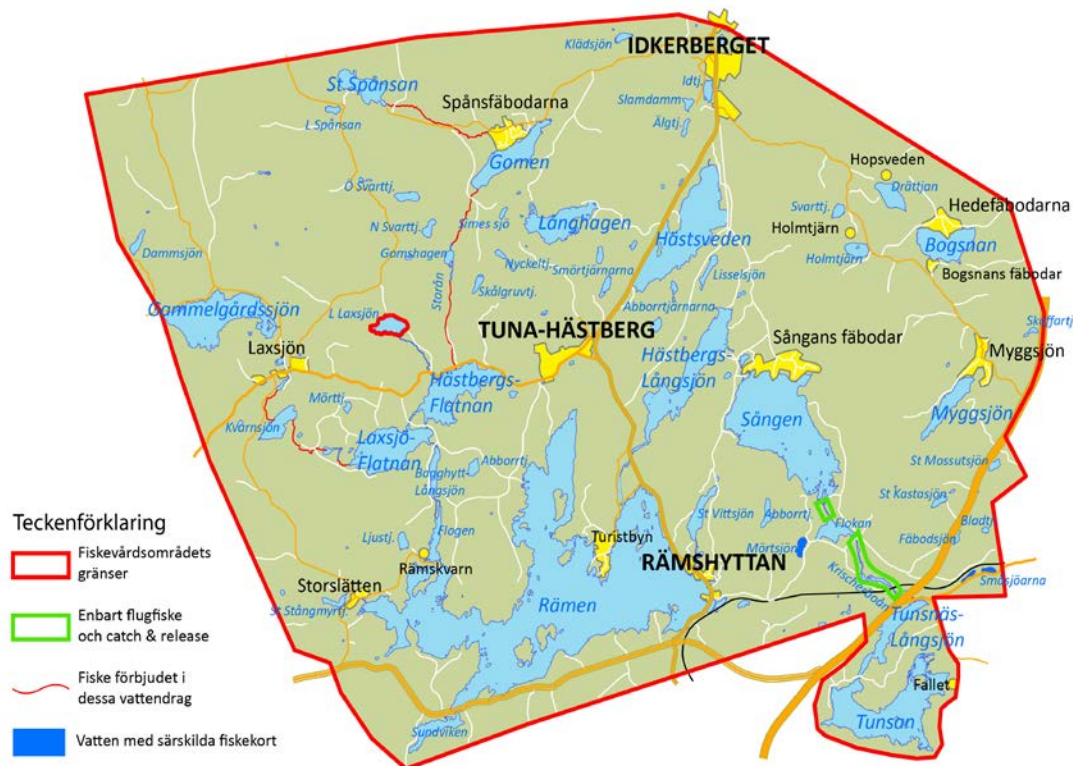 Klädsjön
IDKERBERGET
Idtj.
St Spånsan
Spånsfäbodarna
Slamdamm
Älgtj.
L Spånsan
Gomen
Hopsveden
Drättjan
Ö Svarttj.
Svarttj.
Hedefäbodarna
N Svarttj.
Simes sjö
Långhagen
Hästsveden
Holmtjärn
Bogsnan
Dammsjön
Gomshagen
Nyckeltj.
Smörtjärnarna
Lisselsjön
Holmtjärn
Bogsnans fäbodar
Storån
Skålgruvtj.
Abborrtjärnarna
Gammelgårdssjön
L Laxsjön
TUNA-HÄSTBERG
Sångans fäbodar
Skaffartj
Laxsjön
Hästbergs-
Långsjön
Myggsjön
Hästbergs-
Flatnan
Mörttj.
Sången
Myggsjön
Kvarnsjön
Laxsjö-
Flatnan
Bagghytt-
Långsjön
Abborrtj.
St Mossutsjön
St Kastasjön
St Vittsjön
Abborrtj.
Flokan
Bladtj.
Teckenförklaring
Ljustj.
Flogen
Turistbyn
Mörtsjön
Fäbodsjön
Fiskevårdsområdets
gränser
Rämskvarn
RÄMSHYTTAN
Krischesboån
Småsjöarna
Storslätten
St Stångmyrtj.
Rämen
Tunsnäs-
Långsjön
Enbart flugfiske
och catch & release
Fallet
Fiske förbjudet i
dessa vattendrag
Tunsan
Sundviken
Vatten med särskilda fiskekort